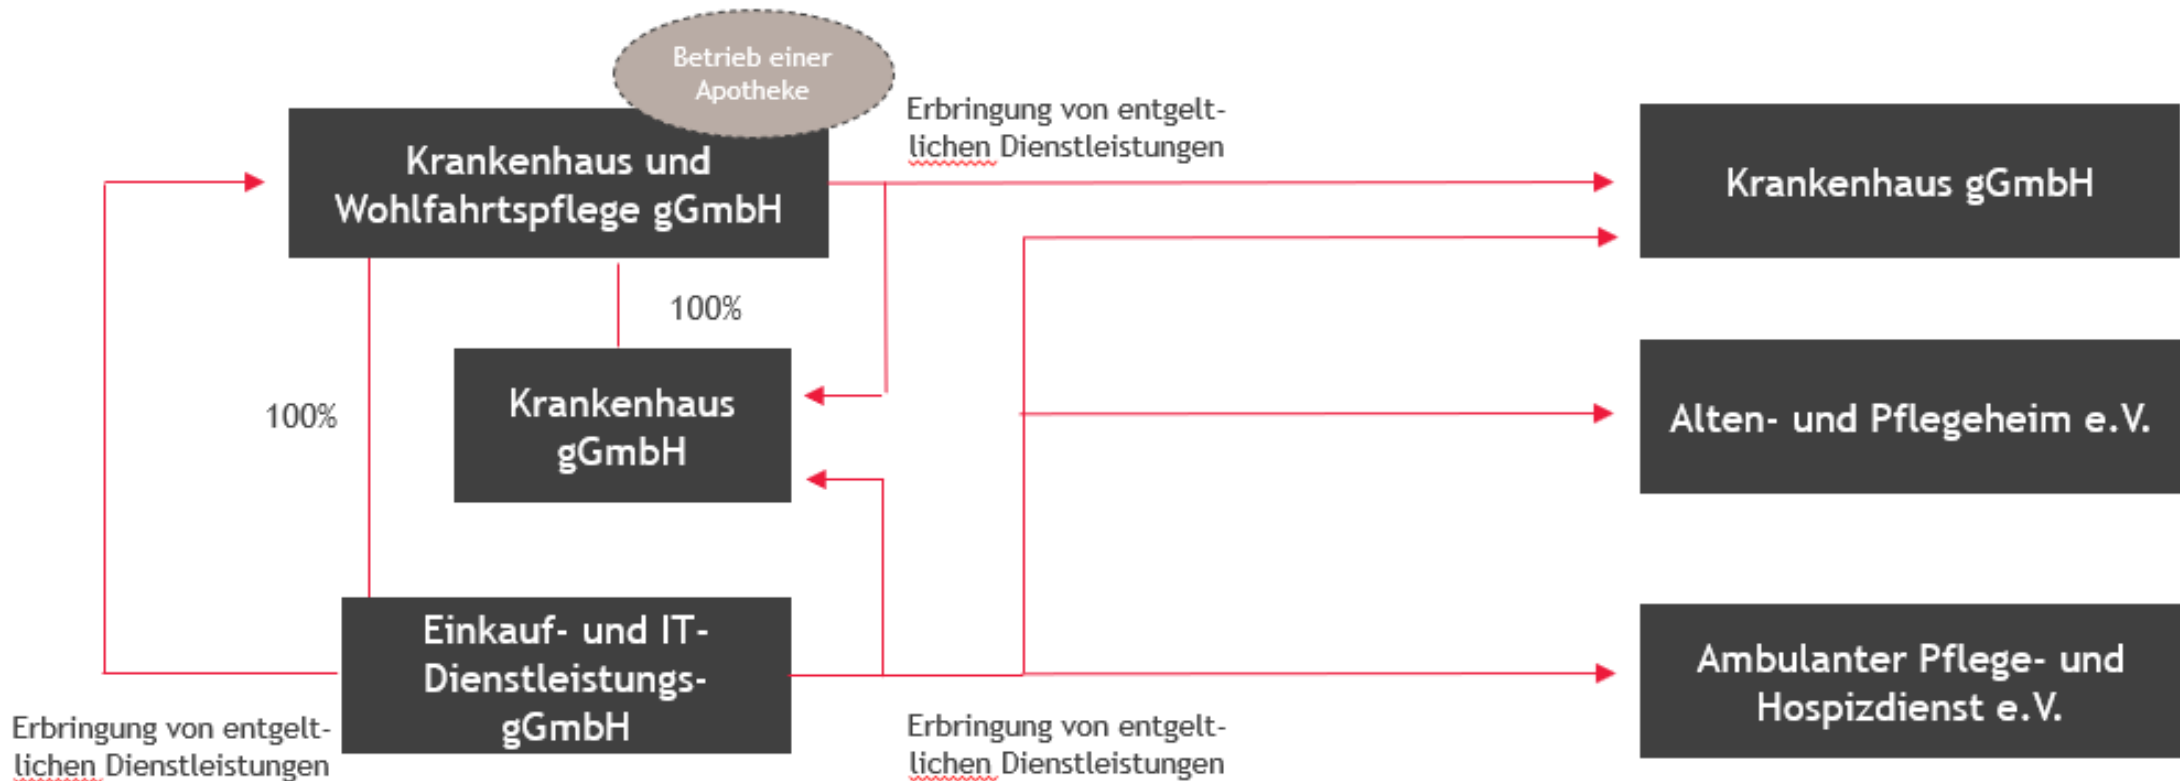 Betrieb einer
Apotheke
Erbringung von entgelt-
lichen Dienstleistungen
Krankenhaus und
Wohlfahrtspflege gGmbH
Krankenhaus gGmbH
100%
Krankenhaus
gGmbH
100%
Alten- und Pflegeheim e.V.
Einkauf- und IT-
Dienstleistungs-
gGmbH
Ambulanter Pflege- und
Hospizdienst e.V.
Erbringung von entgelt-
lichen Dienstleistungen
Erbringung von entgelt-
lichen Dienstleistungen